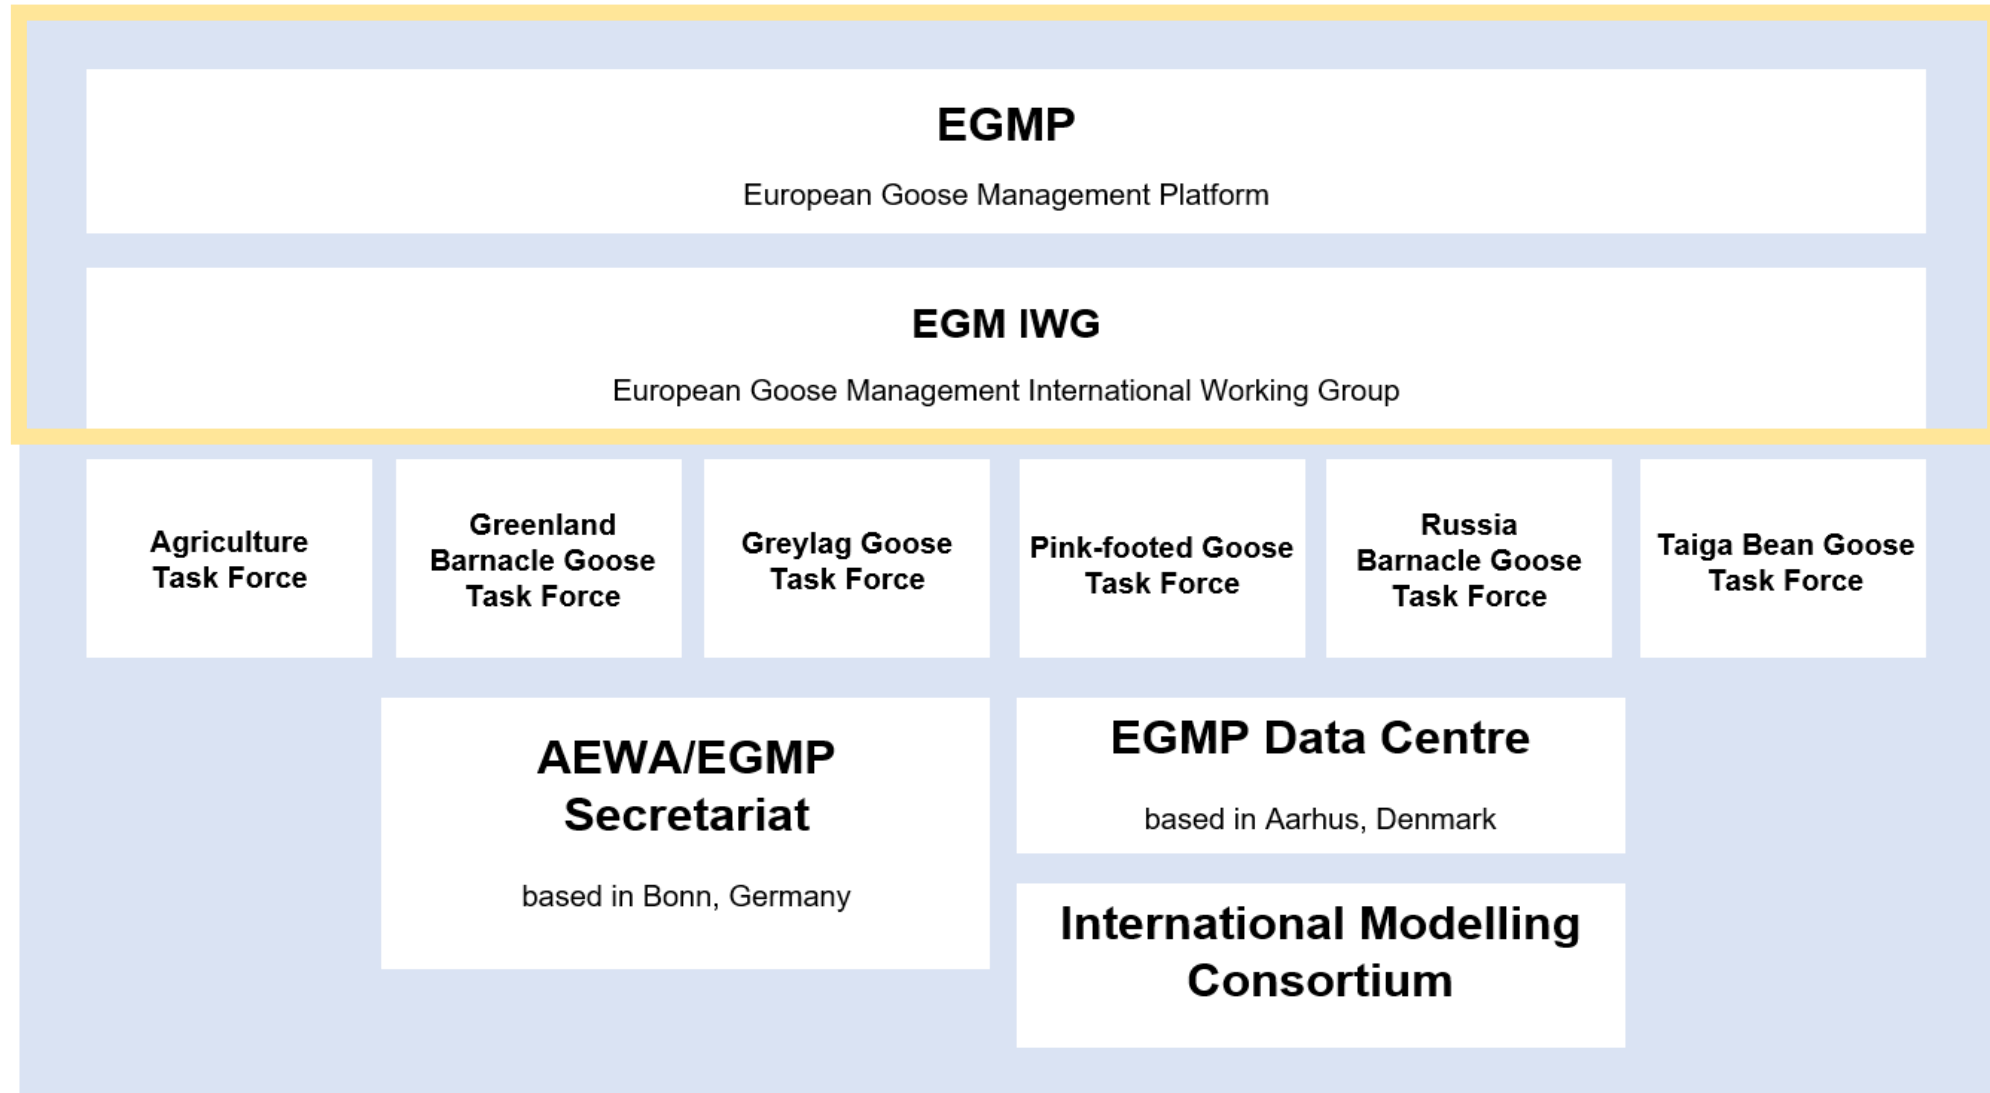 EGMP
European Goose Management Platform
EGM IWG
European Goose Management International Working Group
Agriculture
Task Force
Greenland
Barnacle Goose
Task Force
Greylag Goose
Task Force
Pink-footed Goose
Task Force
Russia
Barnacle Goose
Task Force
Taiga Bean Goose
Task Force
AEWA/EGMP
Secretariat
based in Bonn, Germany
EGMP Data Centre
based in Aarhus, Denmark
International Modelling
Consortium